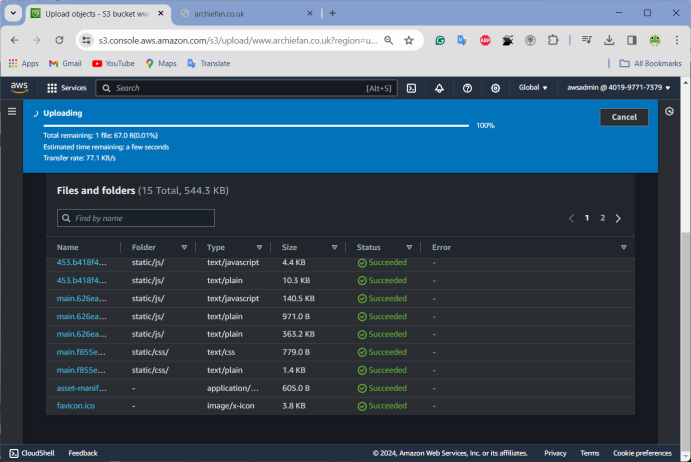 Upload objects - S3 bucket ww
archiefan.co.uk
s3.console.aws.amazon.com/s3/upload/www.archiefan.co.uk?region=u...
Apps
Gmail
YouTube
Maps
Translate
All Bookmarks
aws
Services
Search
[Alt+S]
Global
awsadmin @ 4019-9771-7379
Uploading
100%
Cancel
Total remaining: 1 file: 67.0 B(0.01%)
Estimated time remaining: a few seconds
Transfer rate: 77.1 KB/s
Files and folders (15 Total, 544.3 KB)
Find by name
1 2
Name Folder Type Size Status Error
453.b418f4... static/js/ text/javascript 4.4 KB Succeeded -
453.b418f4... static/js/ text/plain 10.3 KB Succeeded -
main.626ea... static/js/ text/javascript 140.5 KB Succeeded -
main.626ea... static/js/ text/plain 971.0 B Succeeded -
main.626ea... static/js/ text/plain 363.2 KB Succeeded -
main.f855e... static/css/ text/css 779.0 B Succeeded -
main.f855e... static/css/ text/plain 1.4 KB Succeeded -
asset-manif... - application/... 605.0 B Succeeded -
favicon.ico - image/x-icon 3.8 KB Succeeded -
CloudShell
Feedback
© 2024, Amazon Web Services, Inc. or its affiliates.
Privacy
Terms
Cookie preferences